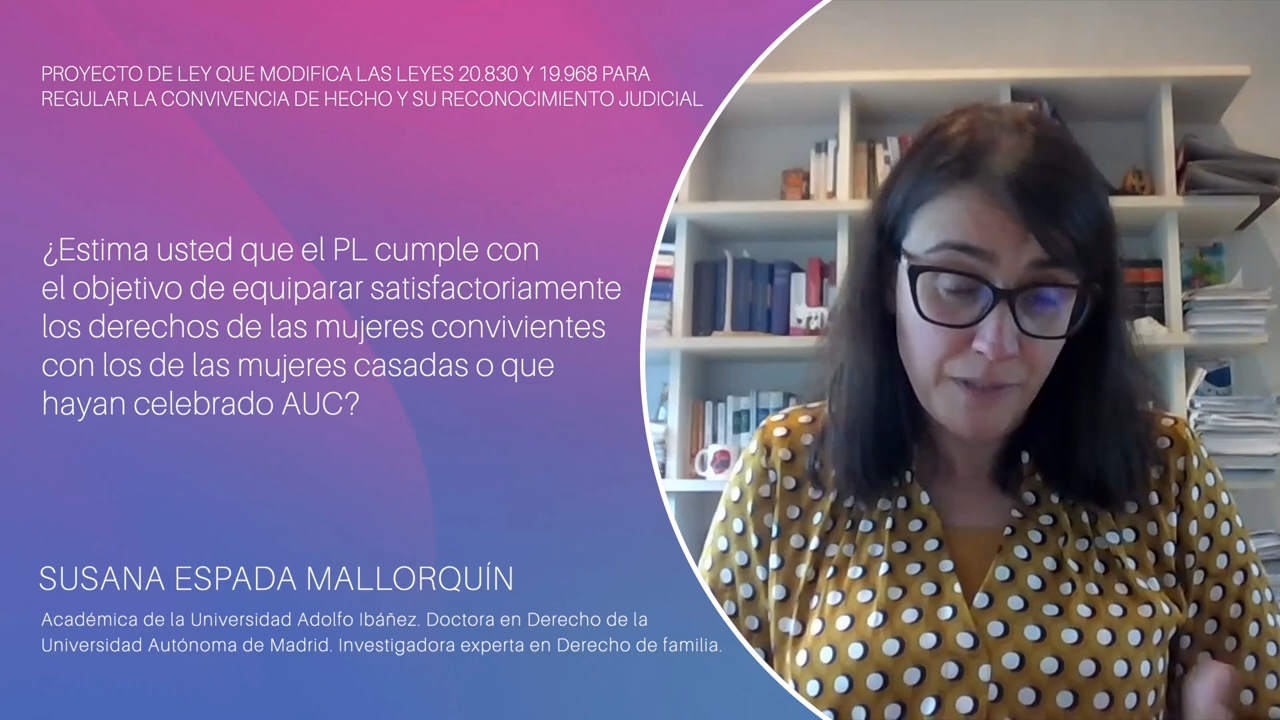 PROYECTO DE LEY QUE MODIFICA LAS LEYES 20.830 Y 19.968 PARA
REGULAR LA CONVIVENCIA DE HECHO Y SU RECONOCIMIENTO JUDICIAL
¿Estima usted que el PL cumple con
el objetivo de equiparar satisfactoriamente
los derechos de las mujeres convivientes
con los de las mujeres casadas o que
hayan celebrado AUC?
SUSANA ESPADA MALLORQUÍN
Académica de la Universidad Adolfo Ibáñez. Doctora en Derecho de la
Universidad Autónoma de Madrid. Investigadora experta en Derecho de familia.